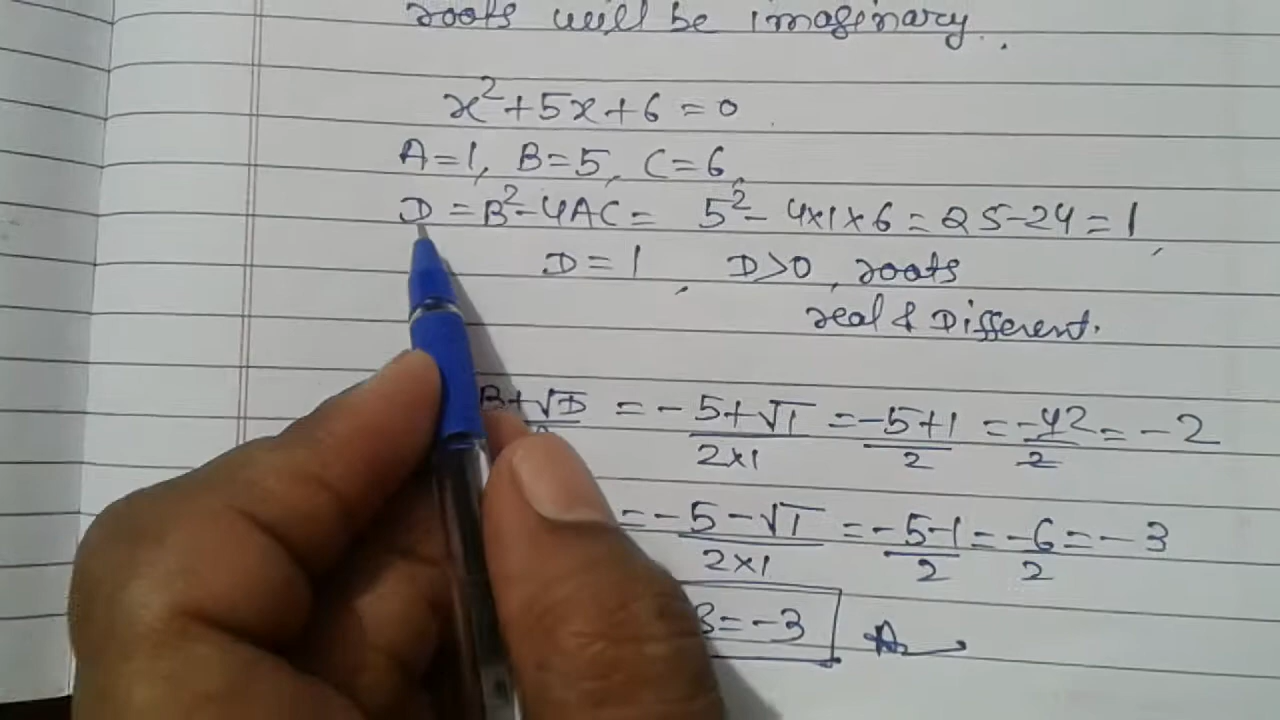 roots will be imaginary.
x²+5x+6=0
A=1, B=5, C=6,
D = B²-4AC = 5²-4×1×6 = 25-24 = 1,
D=1, D>0, roots
real & Different.
B+√D = -5+√1 = -5+1 = -42 = -2
2×1 2 2
= -5-√1 = -5-1 = -6 = -3
2×1 2 2
=-3